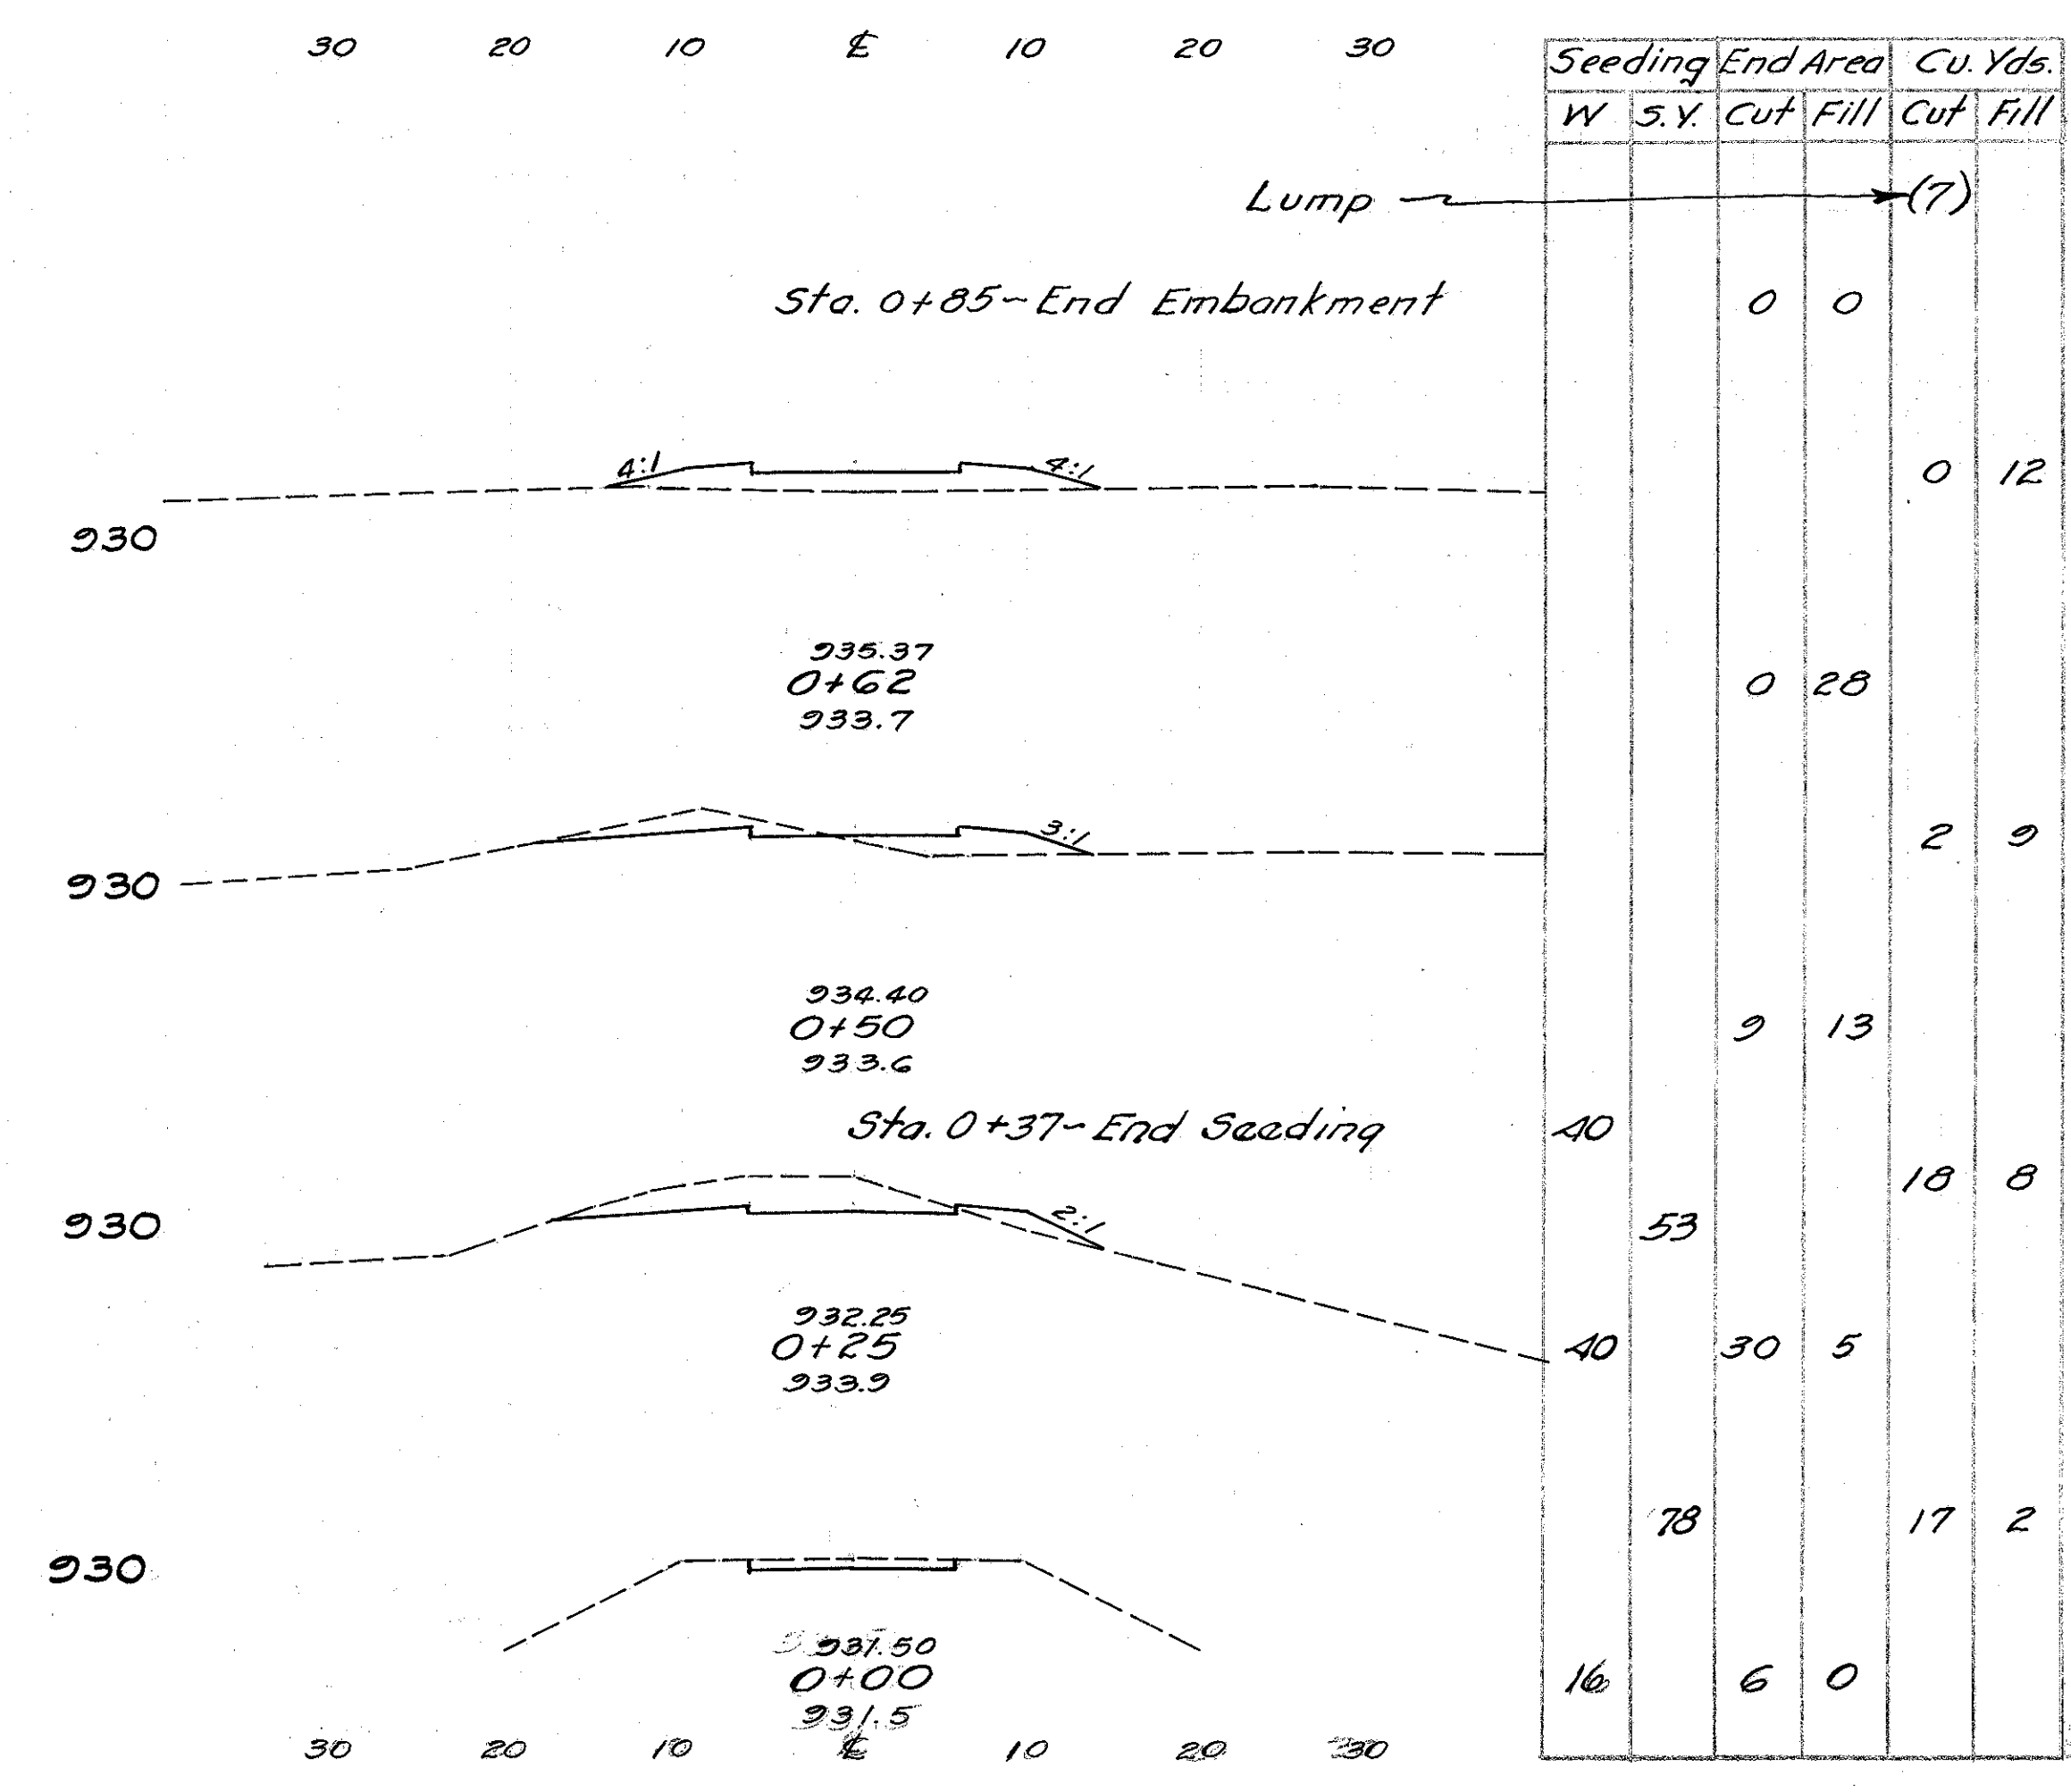 30 20 10 ℄ 10 20 30
Seeding End Area Cu. Yds.
W S.Y. Cut Fill Cut Fill
Lump (7)
Sta. 0+85~End Embankment 0 0
4:1 4:1 0 12
930
935.37
0+62 0 28
933.7
3:1 2 9
930
934.40
0+50 9 13
933.6
Sta. 0+37~End Seeding 40
18 8
2:1
930 53
932.25
0+25 40 30 5
933.9
78 17 2
930
931.50
0+00 16 6 0
931.5
30 20 10 ℄ 10 20 30